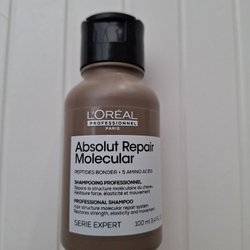 L'ORÉAL
PROFESSIONNEL
PARIS
Absolut Repair
Molecular
PEPTIDES BONDER + 5 AMINO ACIDS
SHAMPOOING PROFESSIONNEL
Répare la structure moléculaire du cheveu
Restaure force, élasticité et mouvement
PROFESSIONAL SHAMPOO
Hair structure molecular repair system
Restores strength, elasticity and movement
SERIE EXPERT
100 ml